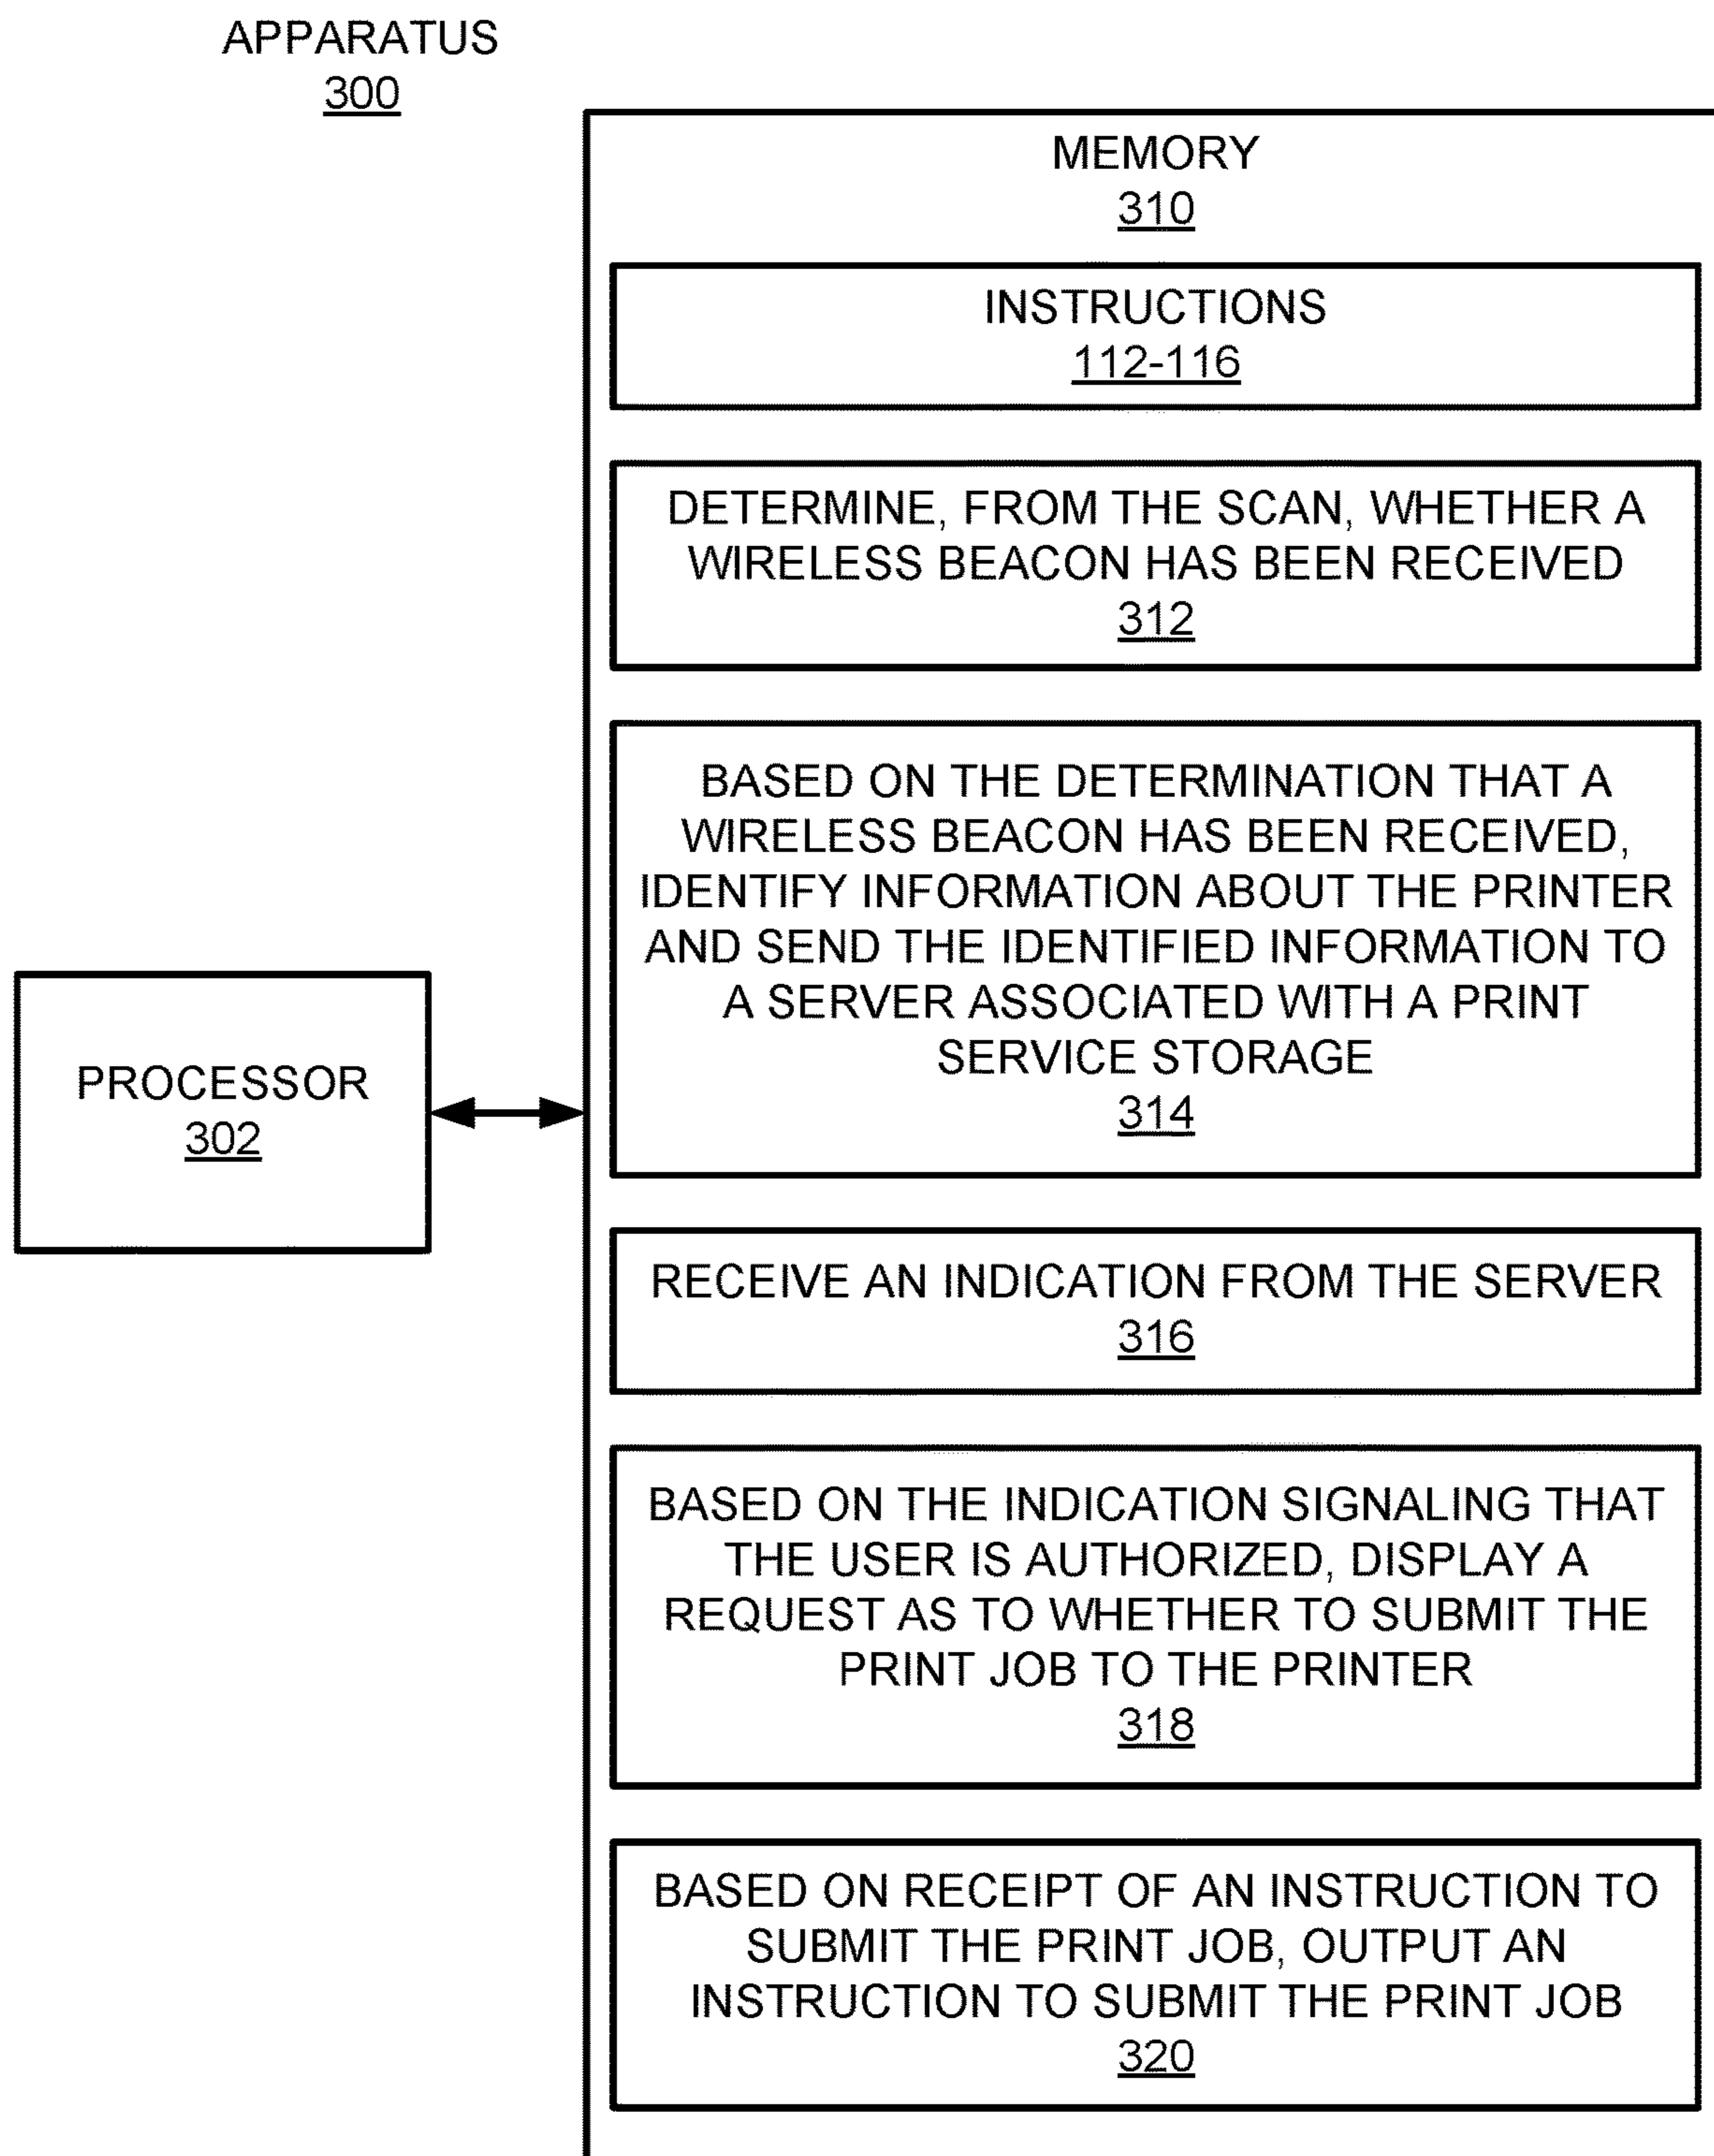 APPARATUS
300
MEMORY
310
INSTRUCTIONS
112-116
DETERMINE, FROM THE SCAN, WHETHER A
WIRELESS BEACON HAS BEEN RECEIVED
312
BASED ON THE DETERMINATION THAT A
WIRELESS BEACON HAS BEEN RECEIVED,
IDENTIFY INFORMATION ABOUT THE PRINTER
AND SEND THE IDENTIFIED INFORMATION TO
A SERVER ASSOCIATED WITH A PRINT
SERVICE STORAGE
314
PROCESSOR
302
RECEIVE AN INDICATION FROM THE SERVER
316
BASED ON THE INDICATION SIGNALING THAT
THE USER IS AUTHORIZED, DISPLAY A
REQUEST AS TO WHETHER TO SUBMIT THE
PRINT JOB TO THE PRINTER
318
BASED ON RECEIPT OF AN INSTRUCTION TO
SUBMIT THE PRINT JOB, OUTPUT AN
INSTRUCTION TO SUBMIT THE PRINT JOB
320